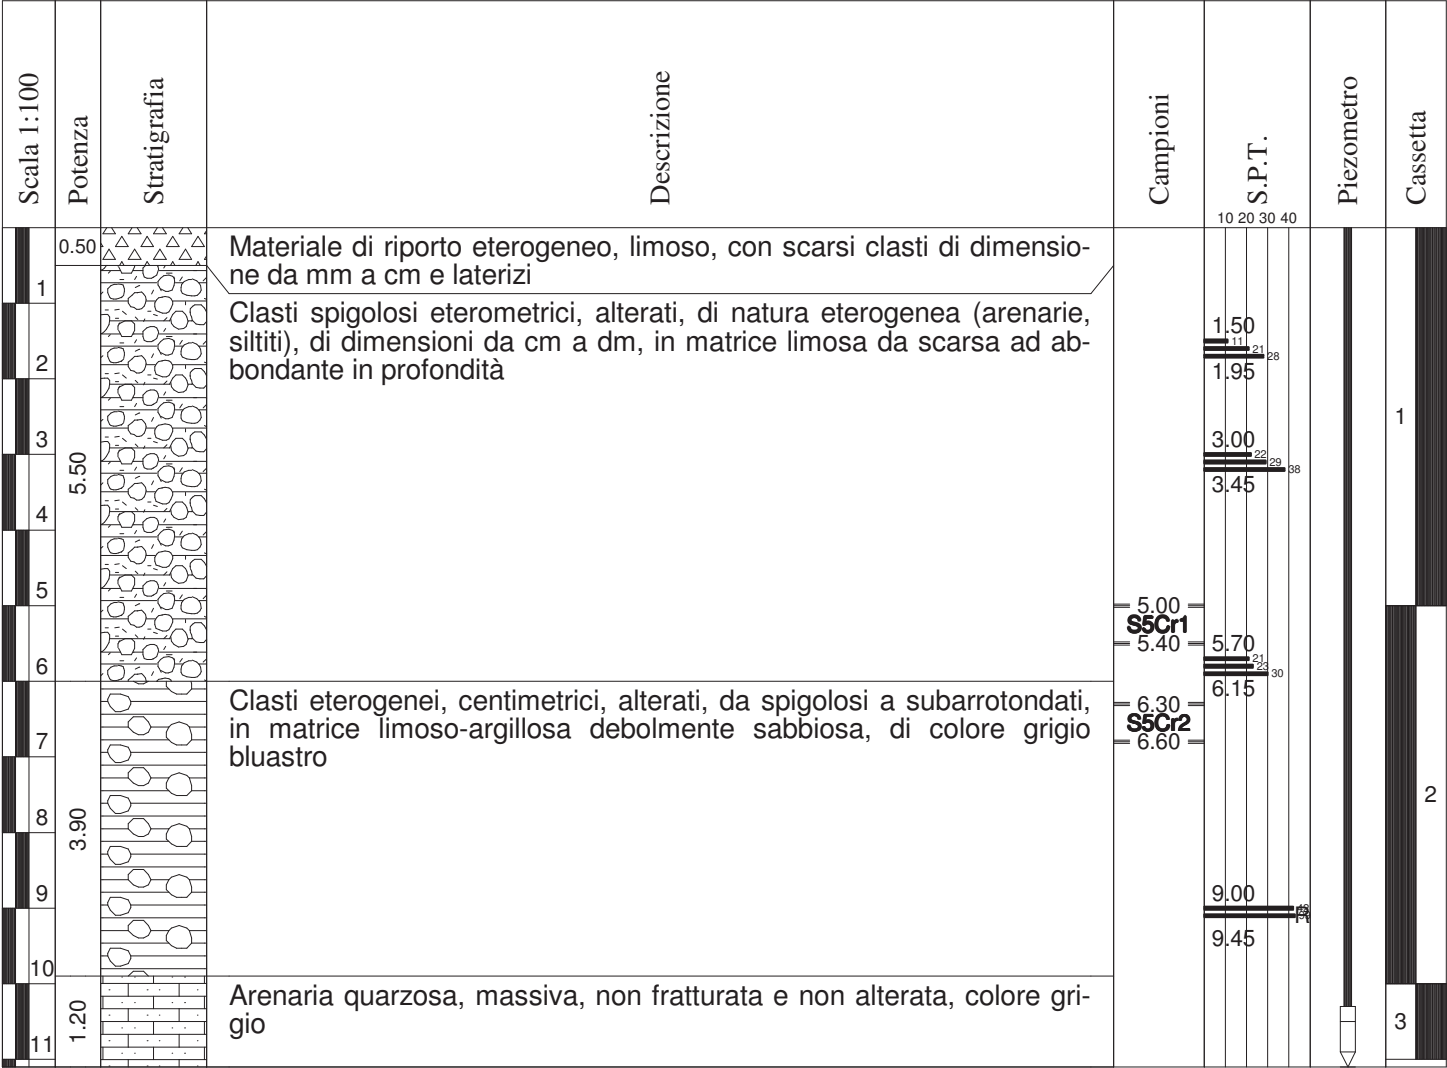 Scala 1:100
Potenza
Stratigrafia
Descrizione
Campioni
S.P.T.
10 20 30 40
Piezometro
Cassetta
0.50
Materiale di riporto eterogeneo, limoso, con scarsi clasti di dimensio-
ne da mm a cm e laterizi
1
Clasti spigolosi eterometrici, alterati, di natura eterogenea (arenarie,
siltiti), di dimensioni da cm a dm, in matrice limosa da scarsa ad ab-
bondante in profondità
1.50
11
21
28
1.95
2
1
3
3.00
22
29
38
3.45
5.50
4
5
5.00
S5Cr1
5.40
5.70
21
23
30
6.15
6
Clasti eterogenei, centimetrici, alterati, da spigolosi a subarrotondati,
in matrice limoso-argillosa debolmente sabbiosa, di colore grigio
bluastro
6.30
S5Cr2
6.60
7
2
8
3.90
9
9.00
9.45
10
Arenaria quarzosa, massiva, non fratturata e non alterata, colore gri-
gio
1.20
11
3